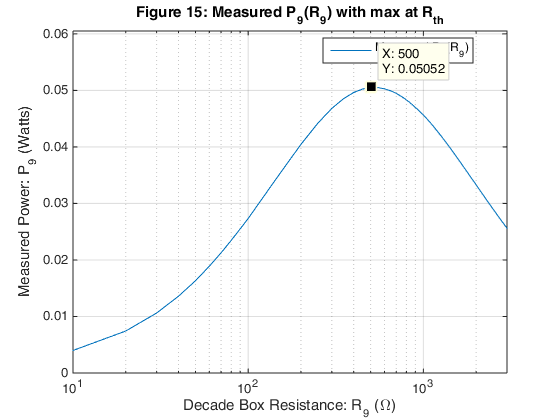 Figure 15: Measured P9(R9) with max at Rth
R9)
X: 500
Y: 0.05052
Measured Power: P9 (Watts)
0.06
0.05
0.04
0.03
0.02
0.01
0
10^1
10^2
10^3
Decade Box Resistance: R9 (Ω)